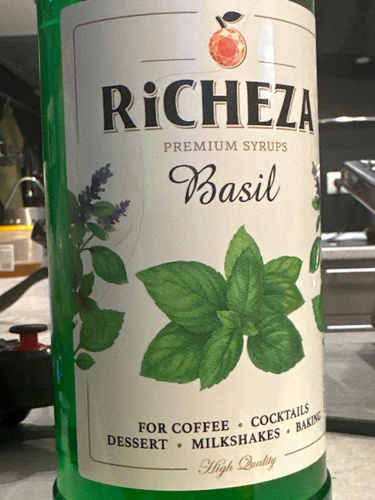 RiCHEZA
PREMIUM SYRUPS
Basil
FOR COFFEE • COCKTAILS
DESSERT • MILKSHAKES • BAKING
High Quality